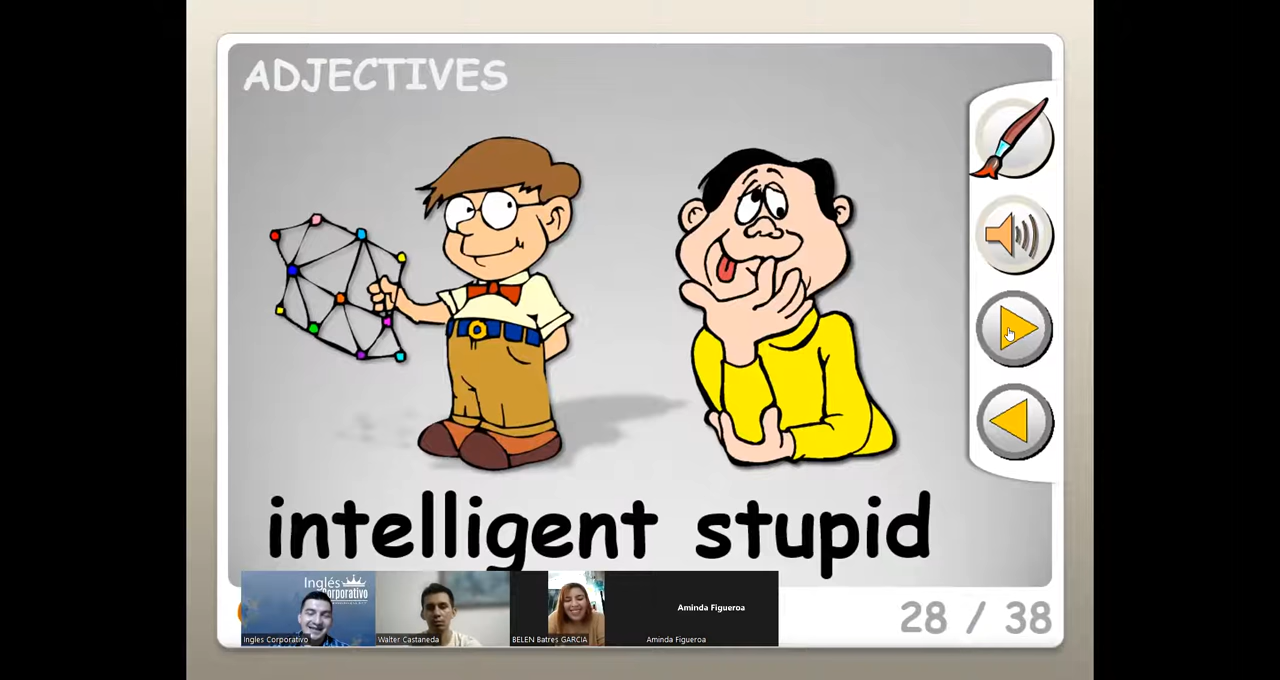 ADJECTIVES
intelligent stupid
Inglés
Corporativo
Ingles Corporativo
Walter Castaneda
BELEN Batres GARCIA
Aminda Figueroa
Aminda Figueroa
28 / 38